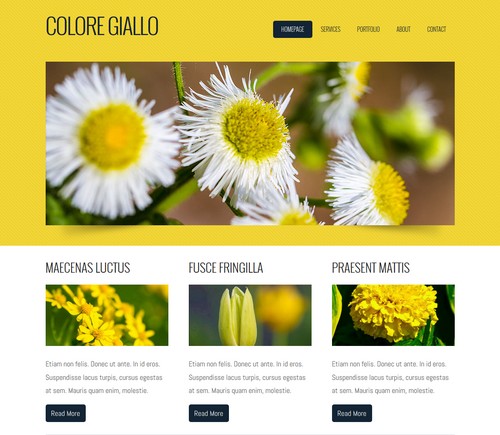 COLORE GIALLO
HOMEPAGE SERVICES PORTFOLIO ABOUT CONTACT
MAECENAS LUCTUS
Etiam non felis. Donec ut ante. In id eros.
Suspendisse lacus turpis, cursus egestas
at sem. Mauris quam enim, molestie.
Read More
FUSCE FRINGILLA
Etiam non felis. Donec ut ante. In id eros.
Suspendisse lacus turpis, cursus egestas
at sem. Mauris quam enim, molestie.
Read More
PRAESENT MATTIS
Etiam non felis. Donec ut ante. In id eros.
Suspendisse lacus turpis, cursus egestas
at sem. Mauris quam enim, molestie.
Read More